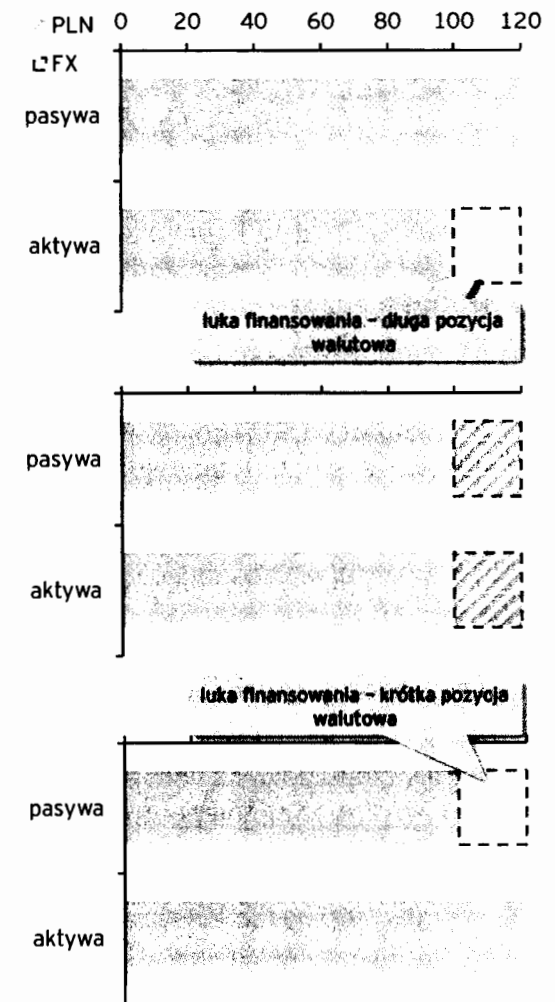 PLN 0 20 40 60 80 100 120
FX
pasywa
aktywa
luka finansowania – długa pozycja
walutowa
pasywa
aktywa
luka finansowania – krótka pozycja
walutowa
pasywa
aktywa